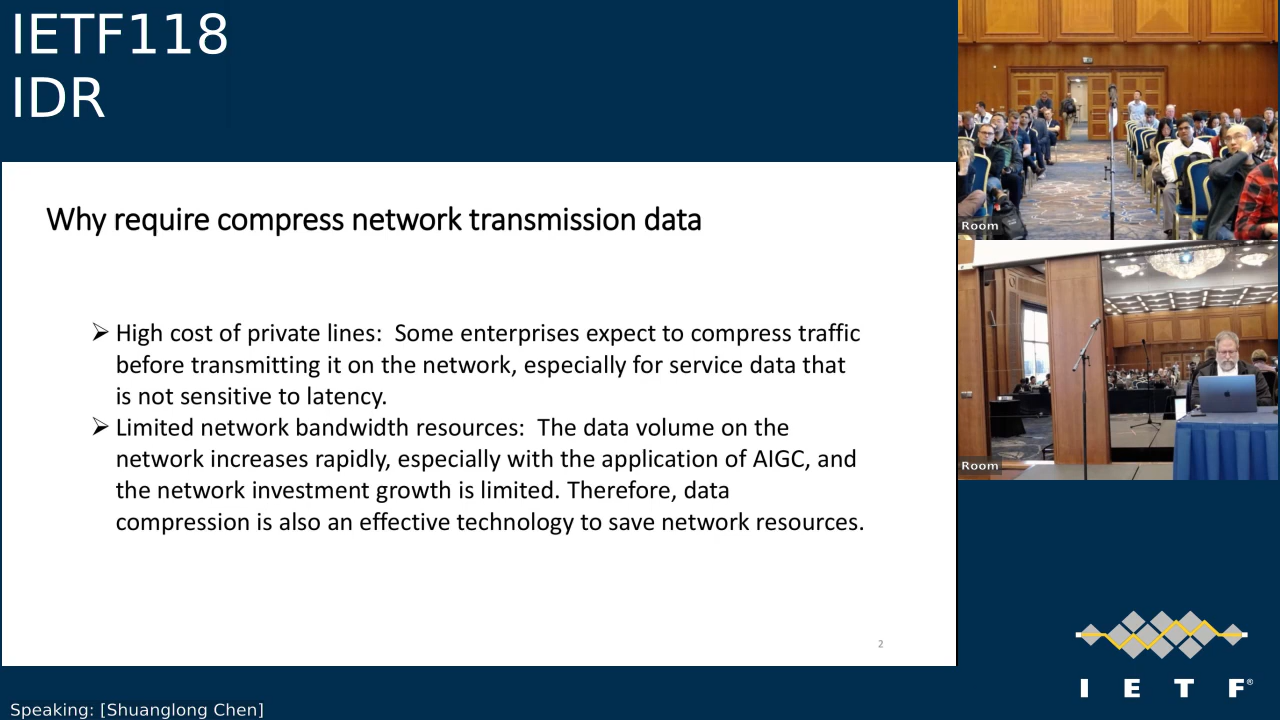 IETF118
IDR
Why require compress network transmission data
➢ High cost of private lines:  Some enterprises expect to compress traffic
before transmitting it on the network, especially for service data that
is not sensitive to latency.
➢ Limited network bandwidth resources:  The data volume on the
network increases rapidly, especially with the application of AIGC, and
the network investment growth is limited. Therefore, data
compression is also an effective technology to save network resources.
2
Room
Room
I E T F®
Speaking: [Shuanglong Chen]